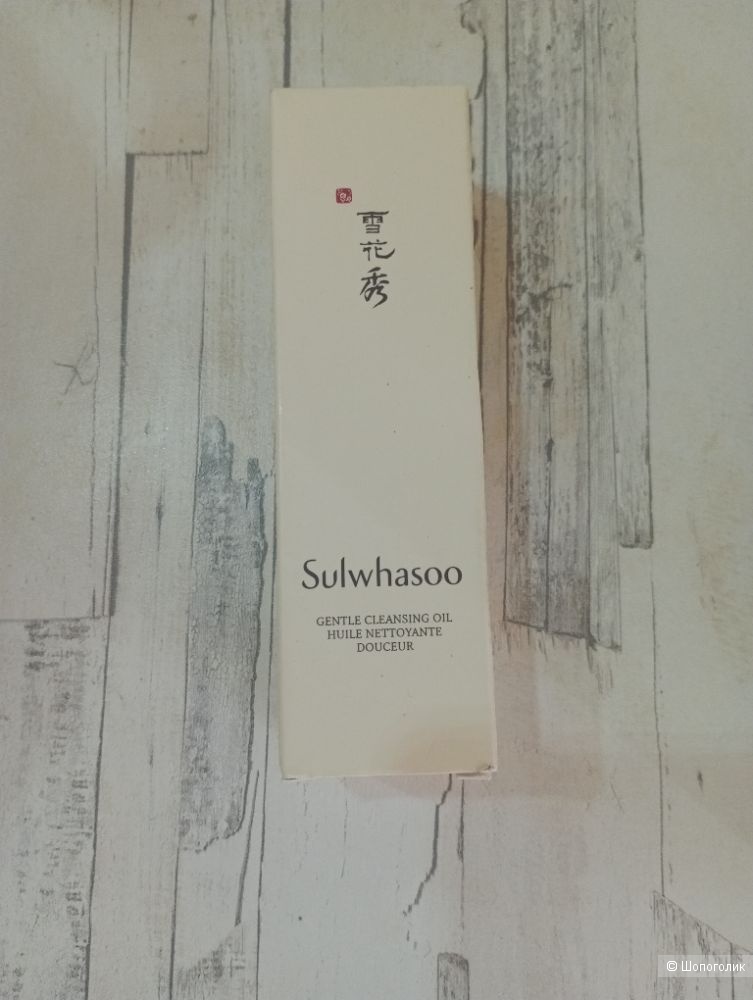 雪
花
秀
Sulwhasoo
GENTLE CLEANSING OIL
HUILE NETTOYANTE
DOUCEUR
© Шопоголик